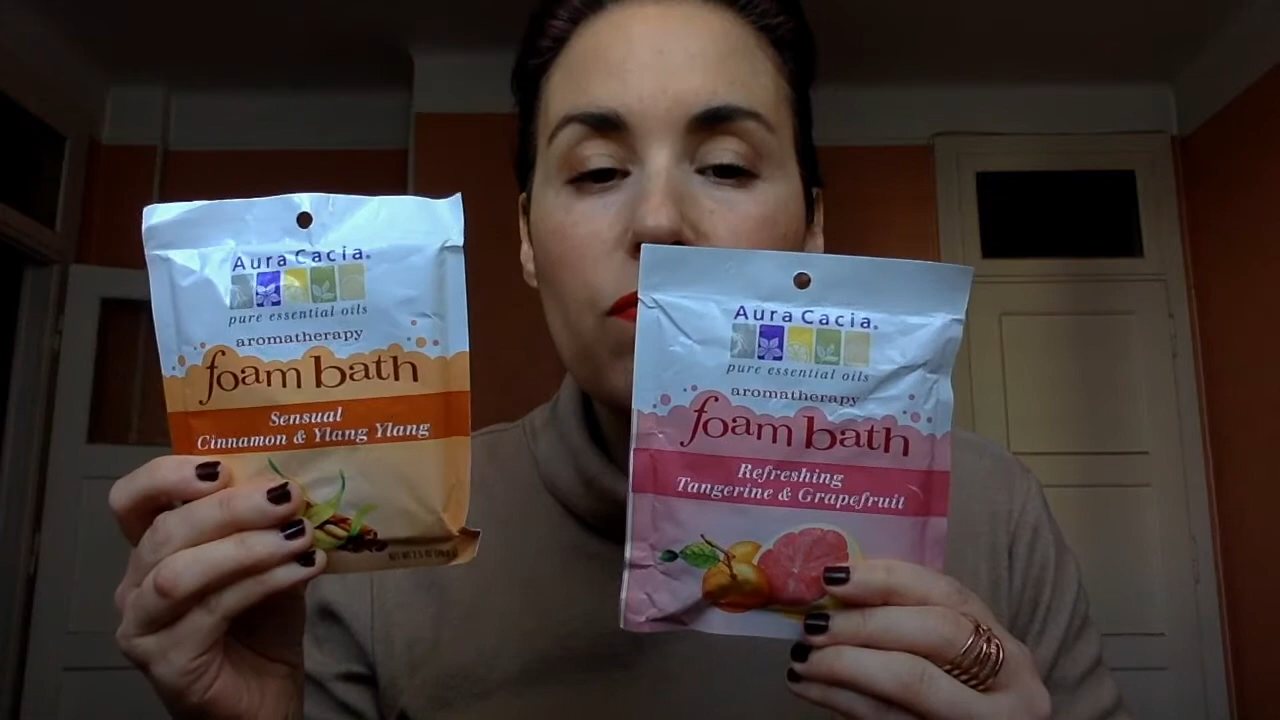 Aura Cacia
pure essential oils
aromatherapy
foam bath
Sensual
Cinnamon & Ylang Ylang
Aura Cacia
pure essential oils
aromatherapy
foam bath
Refreshing
Tangerine & Grapefruit